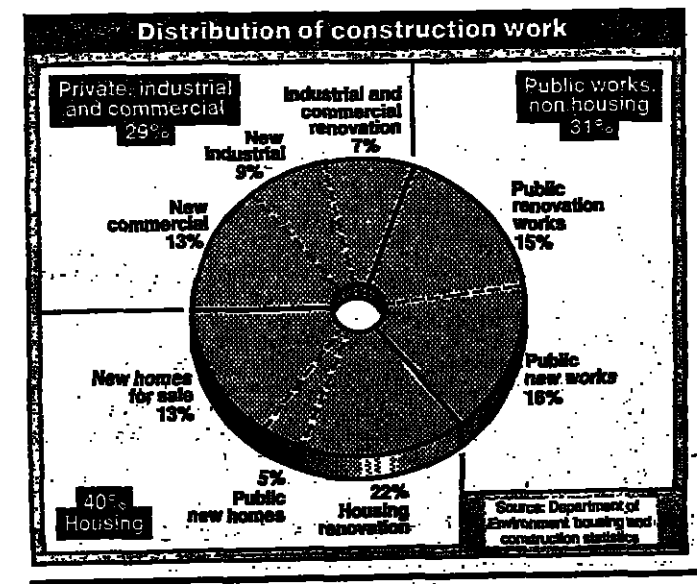 Distribution of construction work
Private, industrial
and commercial
29%
Industrial and
commercial
renovation
7%
Public works,
non housing
31%
New
industrial
9%
New
commercial
13%
Public
renovation
works
15%
New homes
for sale
13%
Public
new works
16%
40%
Housing
5%
Public
new homes
22%
Housing
renovation
Source: Department of
Environment housing and
construction statistics